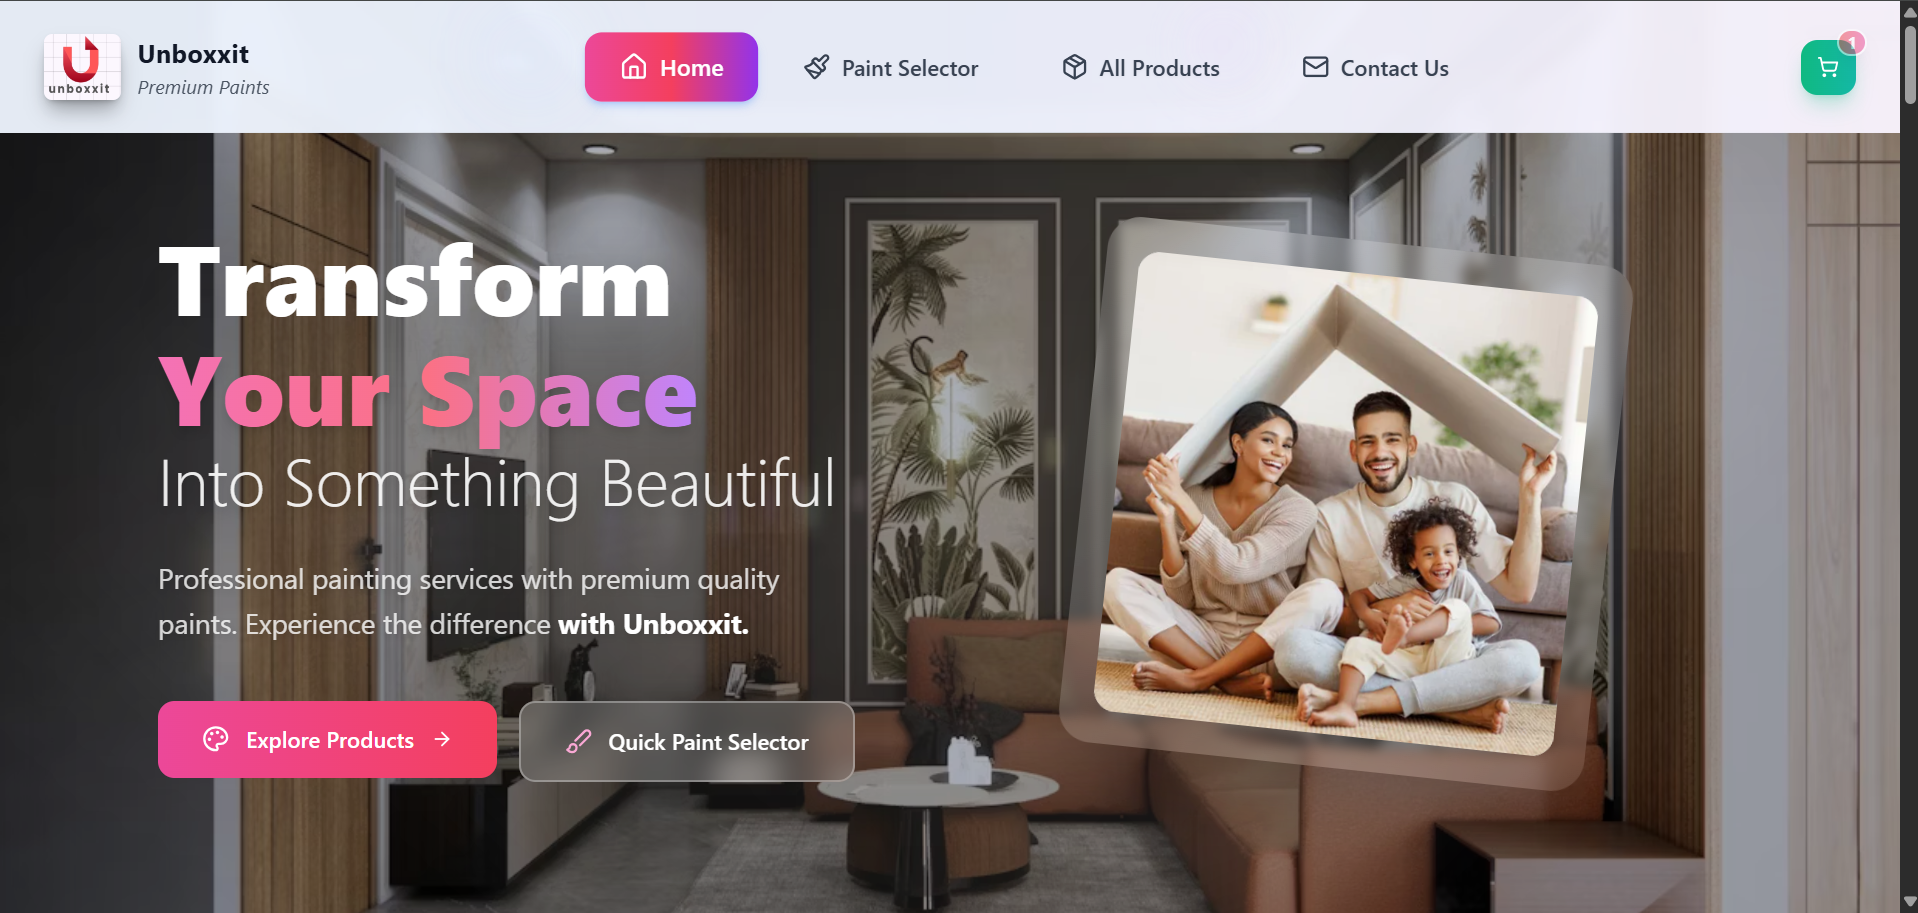 unboxxit
Unboxxit
Premium Paints
Home
Paint Selector
All Products
Contact Us
1
Transform
Your Space
Into Something Beautiful
Professional painting services with premium quality
paints. Experience the difference with Unboxxit.
Explore Products
Quick Paint Selector